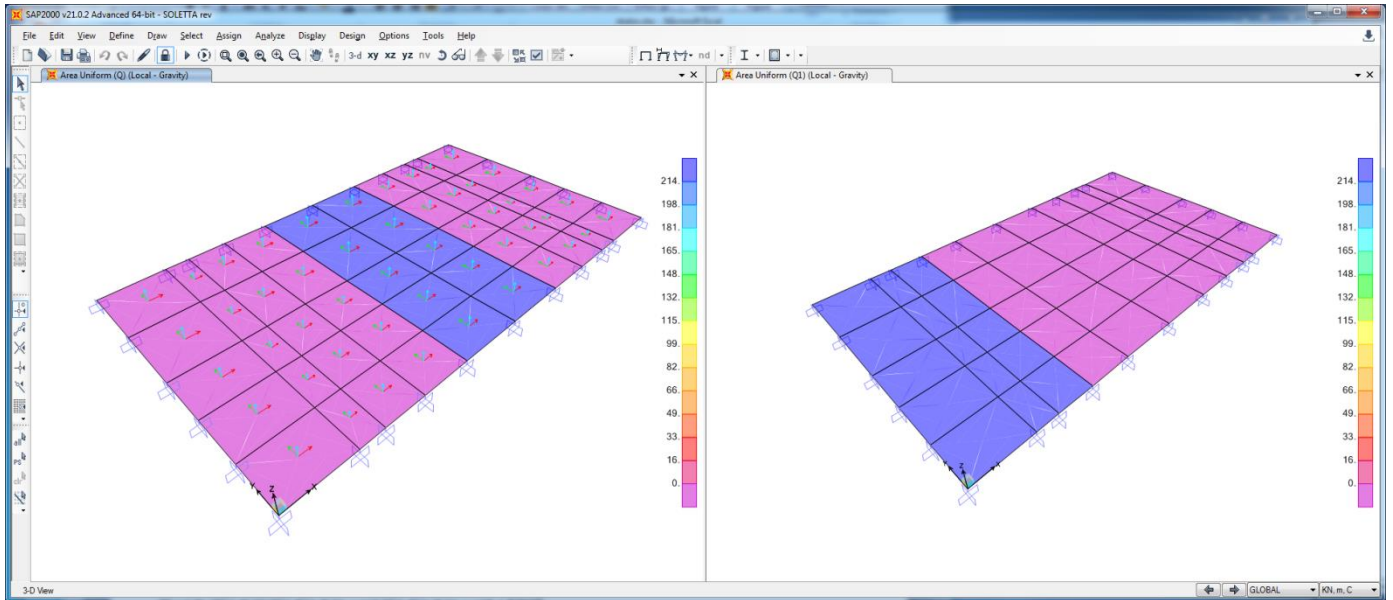 SAP2000 v21.0.2 Advanced 64-bit - SOLETTA rev
File Edit View Define Draw Select Assign Analyze Display Design Options Tools Help
3-d xy xz yz nv
nd
Area Uniform (Q) (Local - Gravity)
Area Uniform (Q1) (Local - Gravity)
214.
198.
181.
165.
148.
132.
115.
99.
82.
66.
49.
33.
16.
0.
Y Z X
214.
198.
181.
165.
148.
132.
115.
99.
82.
66.
49.
33.
16.
0.
Y Z X
all
PS
clr
3-D View
GLOBAL
KN, m, C